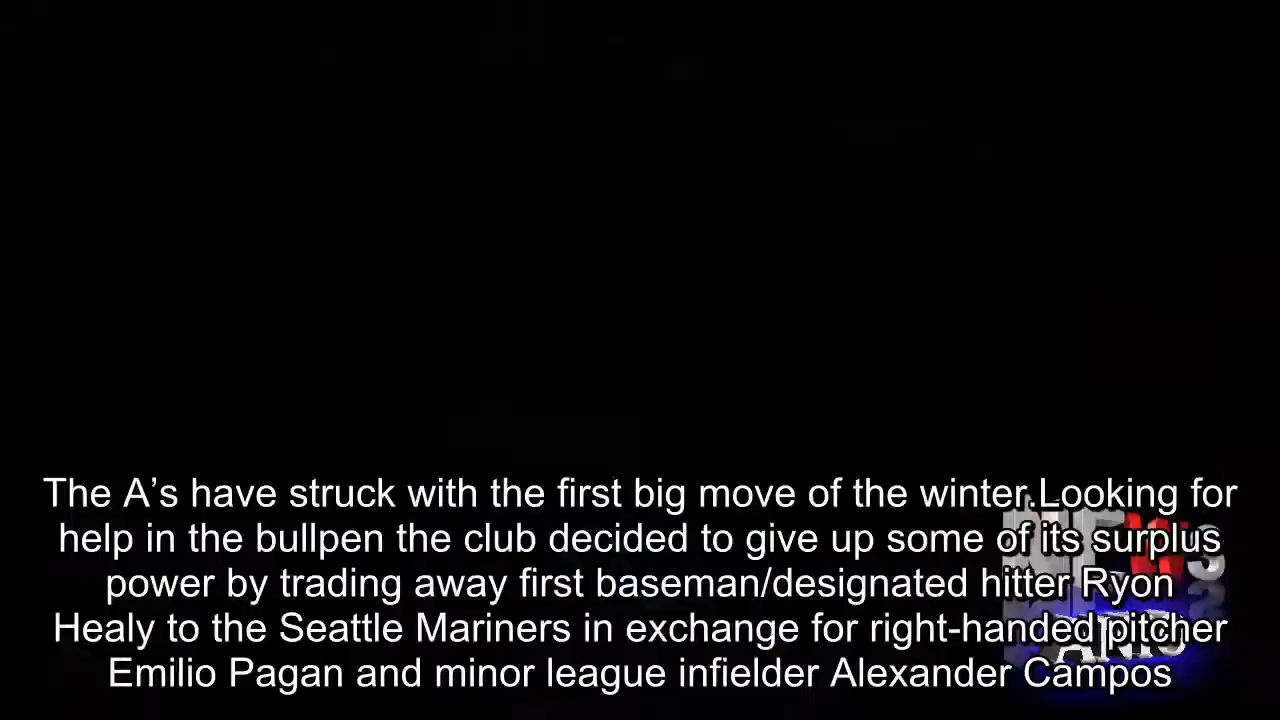 The A’s have struck with the first big move of the winter.Looking for
help in the bullpen the club decided to give up some of its surplus
power by trading away first baseman/designated hitter Ryon
Healy to the Seattle Mariners in exchange for right-handed pitcher
Emilio Pagan and minor league infielder Alexander Campos